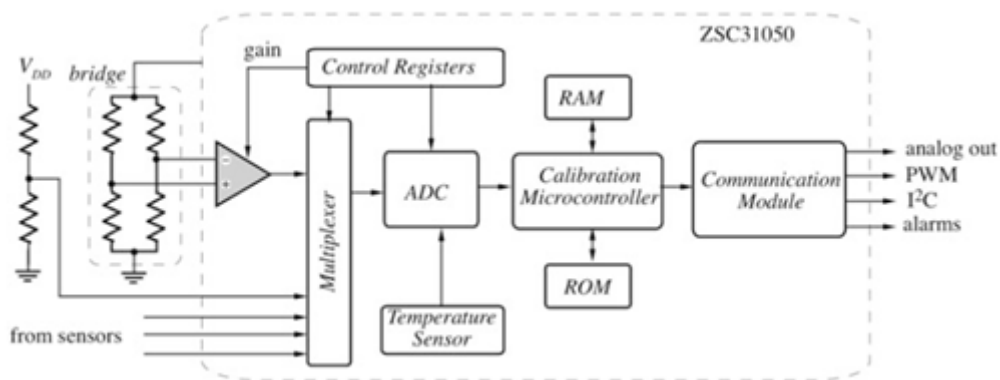 ZSC31050
gain
Control Registers
V_DD
bridge
RAM
−
+
Multiplexer
ADC
Calibration
Microcontroller
Communication
Module
analog out
PWM
I²C
alarms
ROM
Temperature
Sensor
from sensors